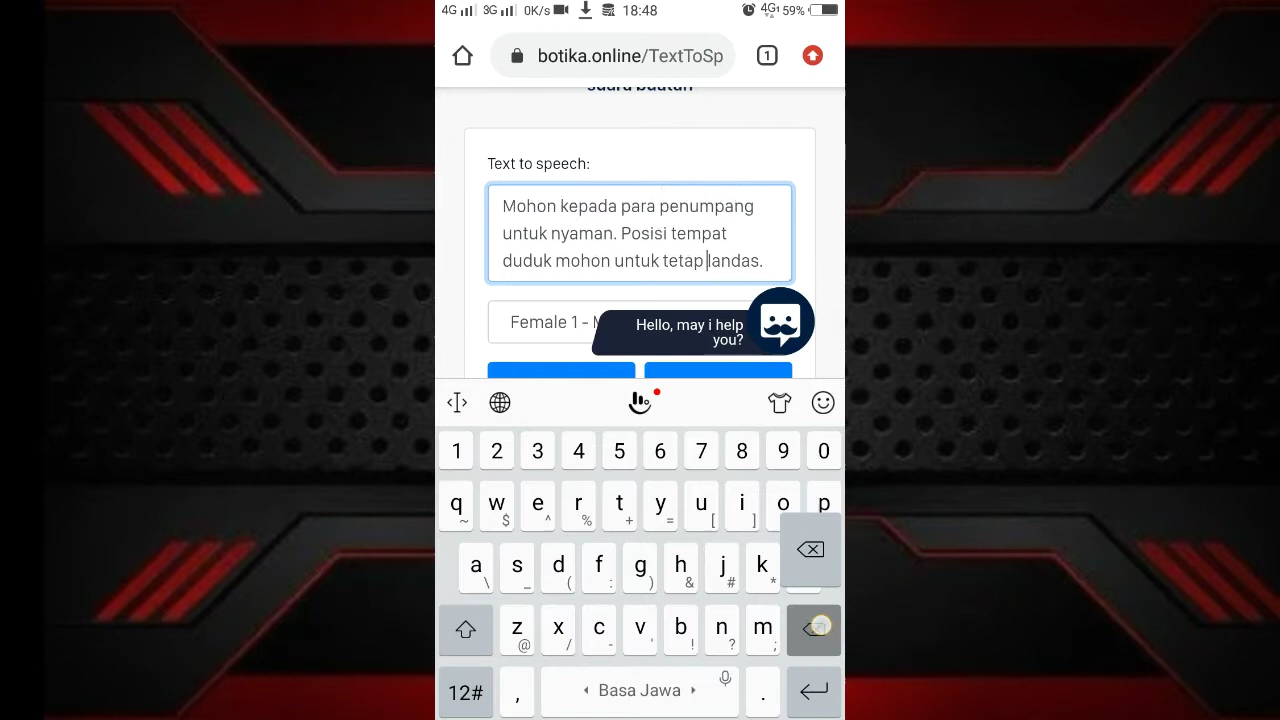 4G 3G 0K/s 18:48 4G 59%
botika.online/TextToSp 1
suara buatan
Text to speech:
Mohon kepada para penumpang
untuk nyaman. Posisi tempat
duduk mohon untuk tetap landas.
Female 1 -
Hello, may i help
you?
1 2 3 4 5 6 7 8 9 0
q w e r t y u i o p
~ $ ^ % + = [ ]
a s d f g h j k
\ _ ( : ) & # *
z x c v b n m
@ / - ' ! ? ;
12# , Basa Jawa .